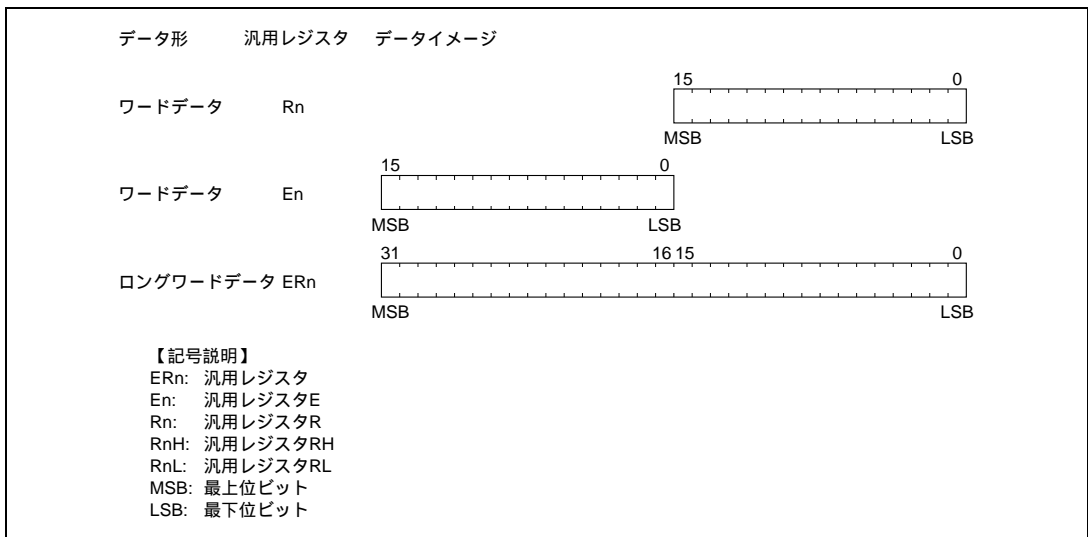 データ形 汎用レジスタ データイメージ
15 0
ワードデータ Rn
MSB LSB
15 0
ワードデータ En
MSB LSB
31 16 15 0
ロングワードデータ ERn
MSB LSB
【記号説明】
ERn: 汎用レジスタ
En: 汎用レジスタE
Rn: 汎用レジスタR
RnH: 汎用レジスタRH
RnL: 汎用レジスタRL
MSB: 最上位ビット
LSB: 最下位ビット